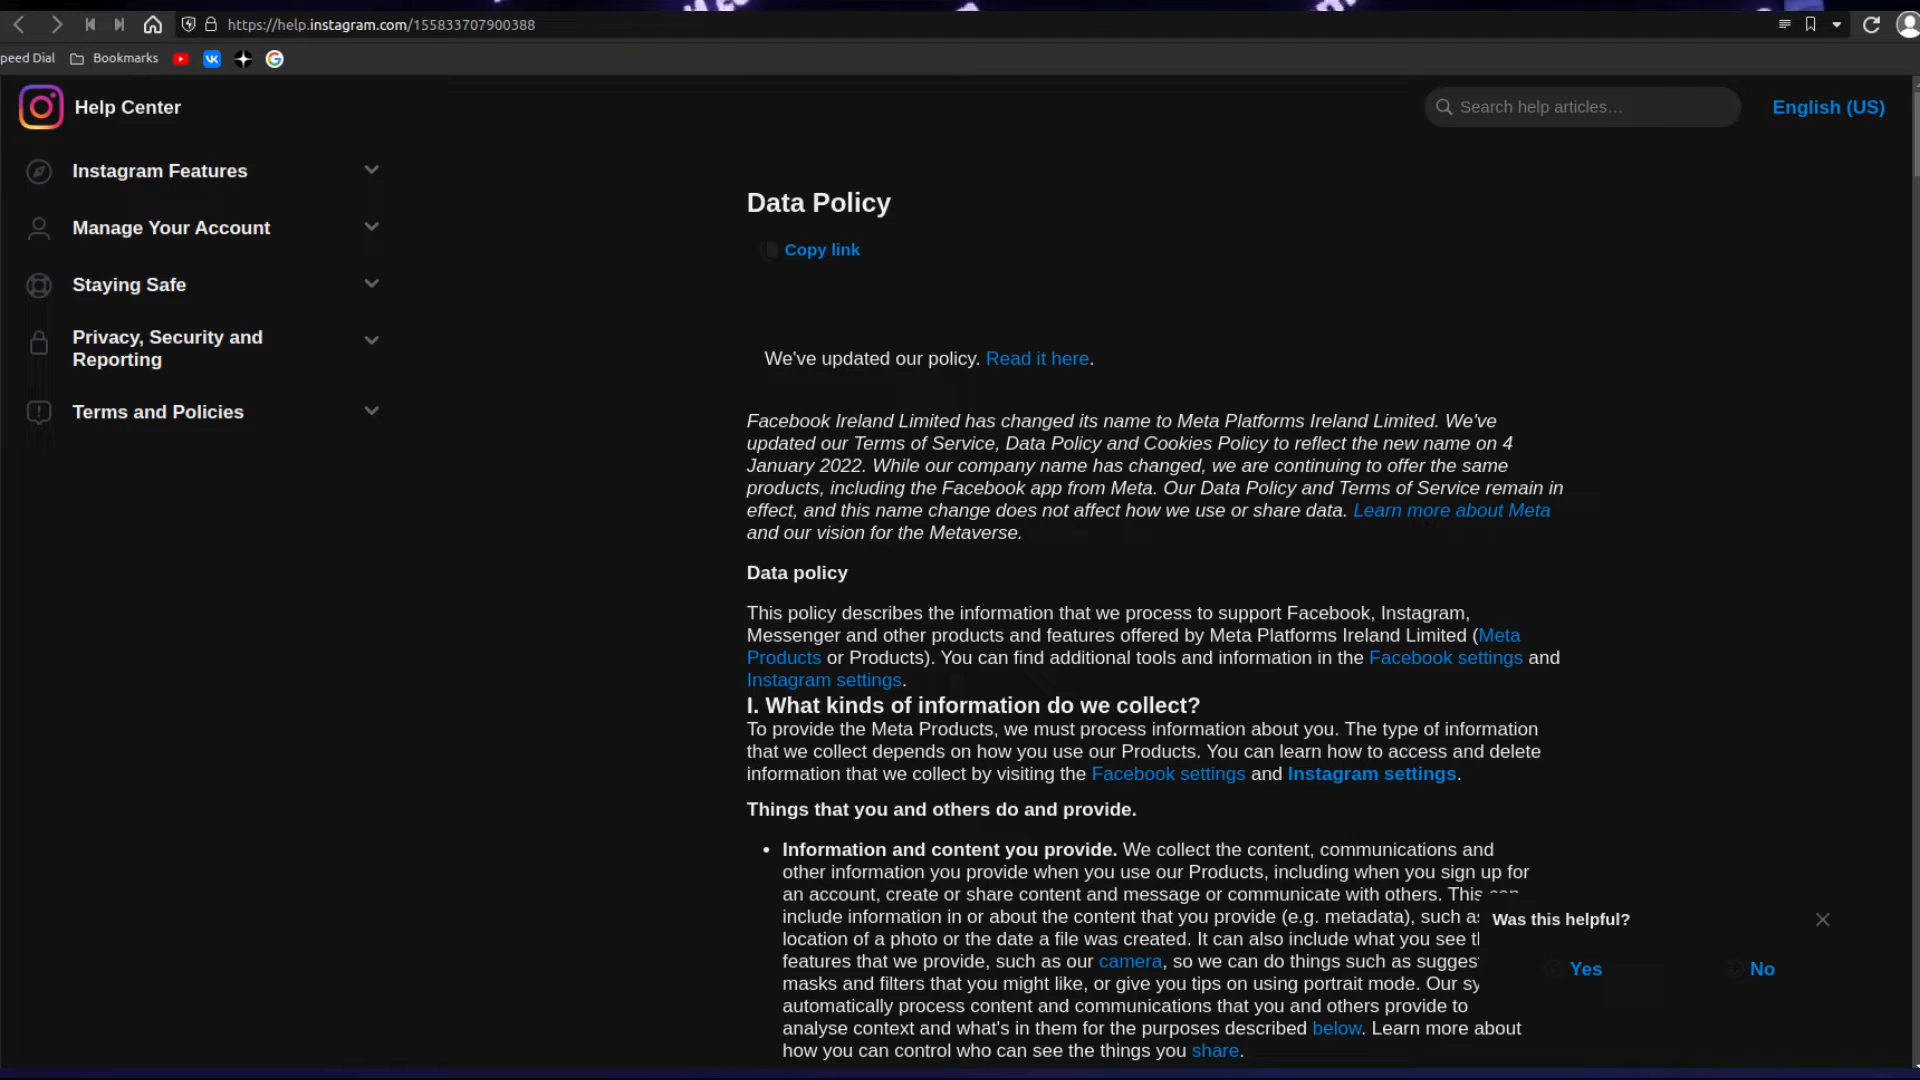 https://help.instagram.com/155833707900388
peed Dial
Bookmarks
Help Center
Search help articles...
English (US)
Instagram Features
Manage Your Account
Staying Safe
Privacy, Security and
Reporting
Terms and Policies
Data Policy
Copy link
We've updated our policy. Read it here.
Facebook Ireland Limited has changed its name to Meta Platforms Ireland Limited. We've
updated our Terms of Service, Data Policy and Cookies Policy to reflect the new name on 4
January 2022. While our company name has changed, we are continuing to offer the same
products, including the Facebook app from Meta. Our Data Policy and Terms of Service remain in
effect, and this name change does not affect how we use or share data. Learn more about Meta
and our vision for the Metaverse.
Data policy
This policy describes the information that we process to support Facebook, Instagram,
Messenger and other products and features offered by Meta Platforms Ireland Limited (Meta
Products or Products). You can find additional tools and information in the Facebook settings and
Instagram settings.
I. What kinds of information do we collect?
To provide the Meta Products, we must process information about you. The type of information
that we collect depends on how you use our Products. You can learn how to access and delete
information that we collect by visiting the Facebook settings and Instagram settings.
Things that you and others do and provide.
• Information and content you provide. We collect the content, communications and
other information you provide when you use our Products, including when you sign up for
an account, create or share content and message or communicate with others. This
include information in or about the content that you provide (e.g. metadata), such as
location of a photo or the date a file was created. It can also include what you see
features that we provide, such as our camera, so we can do things such as sugges
masks and filters that you might like, or give you tips on using portrait mode. Our sy
automatically process content and communications that you and others provide to
analyse context and what's in them for the purposes described below. Learn more about
how you can control who can see the things you share.
Was this helpful?
Yes
No